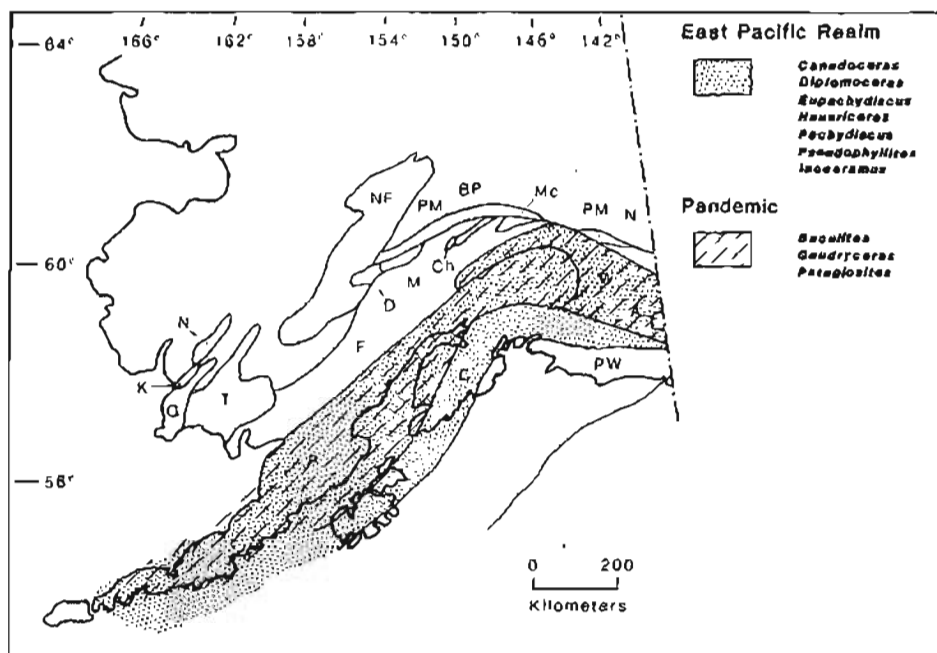 64° 166° 162° 158° 154° 150° 146° 142°
East Pacific Realm
Canadoceras
Diplomoceras
Eupachydiscus
Hauericeras
Pachydiscus
Pseudophyllites
Inoceramus
Pandemic
Baculites
Gaudryceras
Patagiosites
NF PM BP Mc PM N
60°
Ch
M
D
N
F
PW
K
G T
C
56°
0 200
Kilometers